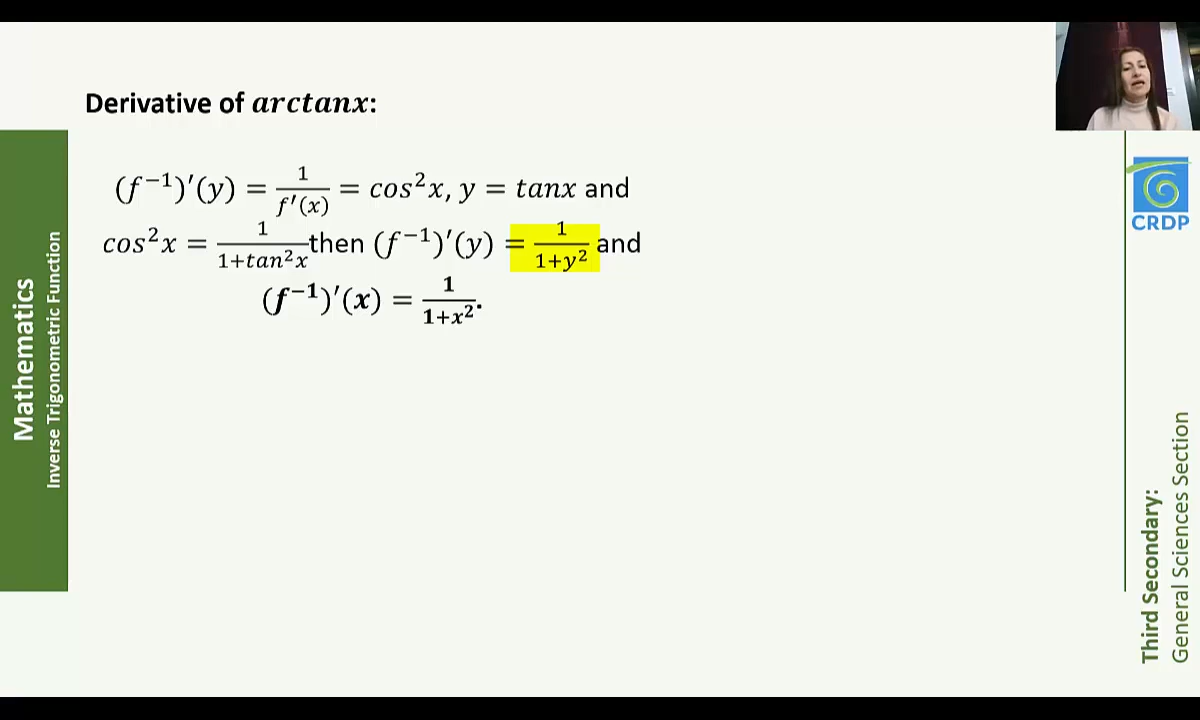 Derivative of arctanx:
(f⁻¹)′(y) = 1/f′(x) = cos²x, y = tanx and
cos²x = 1/1+tan²x then (f⁻¹)′(y) = 1/1+y² and
(f⁻¹)′(x) = 1/1+x².
Mathematics
Inverse Trigonometric Function
CRDP
Third Secondary:
General Sciences Section